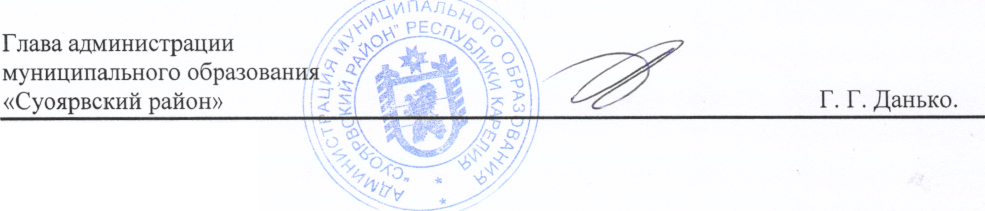 Глава администрации
муниципального образования
«Суоярвский район»
Г. Г. Данько.
АДМИНИСТРАЦИЯ МУНИЦИПАЛЬНОГО ОБРАЗОВАНИЯ
"СУОЯРВСКИЙ РАЙОН" РЕСПУБЛИКИ КАРЕЛИЯ